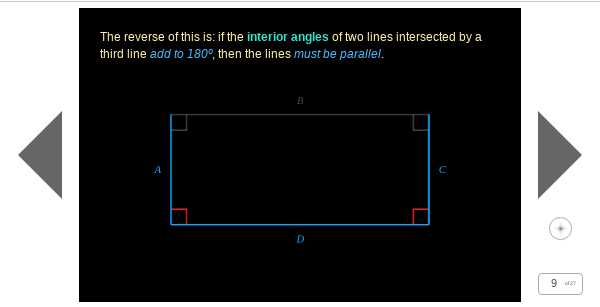 The reverse of this is: if the interior angles of two lines intersected by a
third line add to 180º, then the lines must be parallel.
B
A
C
D
9 of 27